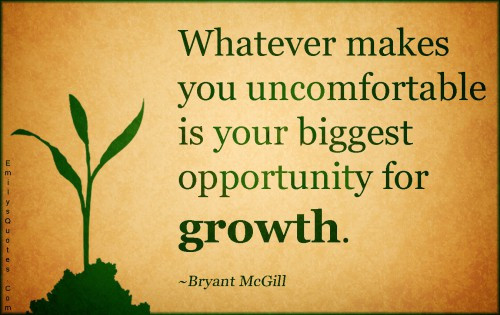 Whatever makes
you uncomfortable
is your biggest
opportunity for
growth.
~Bryant McGill
EmilysQuotes.Com